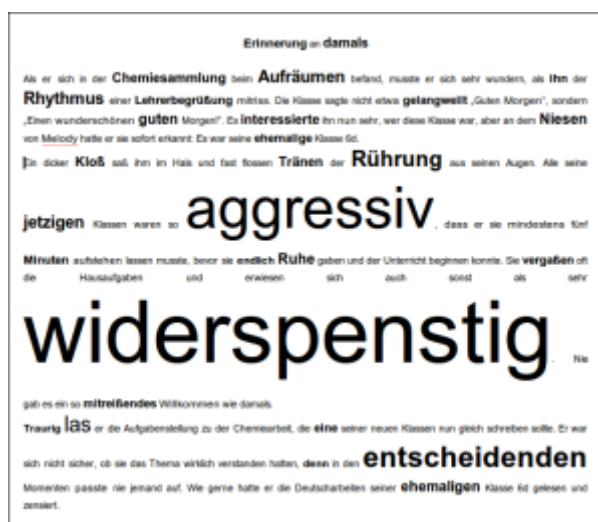 Erinnerung an damals
Als er sich in der Chemiesammlung beim Aufräumen befand, musste er sich sehr wundern, als ihn der
Rhythmus einer Lehrerbegrüßung mitriss. Die Klasse sagte nicht etwa gelangweilt „Guten Morgen", sondern
„Einen wunderschönen guten Morgen!". Es interessierte ihn nun sehr, wer diese Klasse war, aber an dem Niesen
von Melody hatte er sie sofort erkannt: Es war seine ehemalige Klasse 6d.
Ein dicker Kloß saß ihm im Hals und fast flossen Tränen der Rührung aus seinen Augen. Alle seine
jetzigen Klassen waren so aggressiv, dass er sie mindestens fünf
Minuten aufstehen lassen musste, bevor sie endlich Ruhe gaben und der Unterricht beginnen konnte. Sie vergaßen oft
die Hausaufgaben und erwiesen sich auch sonst als sehr
widerspenstig. Nie
gab es ein so mitreißendes Willkommen wie damals.
Traurig las er die Aufgabenstellung zu der Chemiearbeit, die eine seiner neuen Klassen nun gleich schreiben sollte. Er war
sich nicht sicher, ob sie das Thema wirklich verstanden hatten, denn in den entscheidenden
Momenten passte nie jemand auf. Wie gerne hatte er die Deutscharbeiten seiner ehemaligen Klasse 6d gelesen und
zensiert.